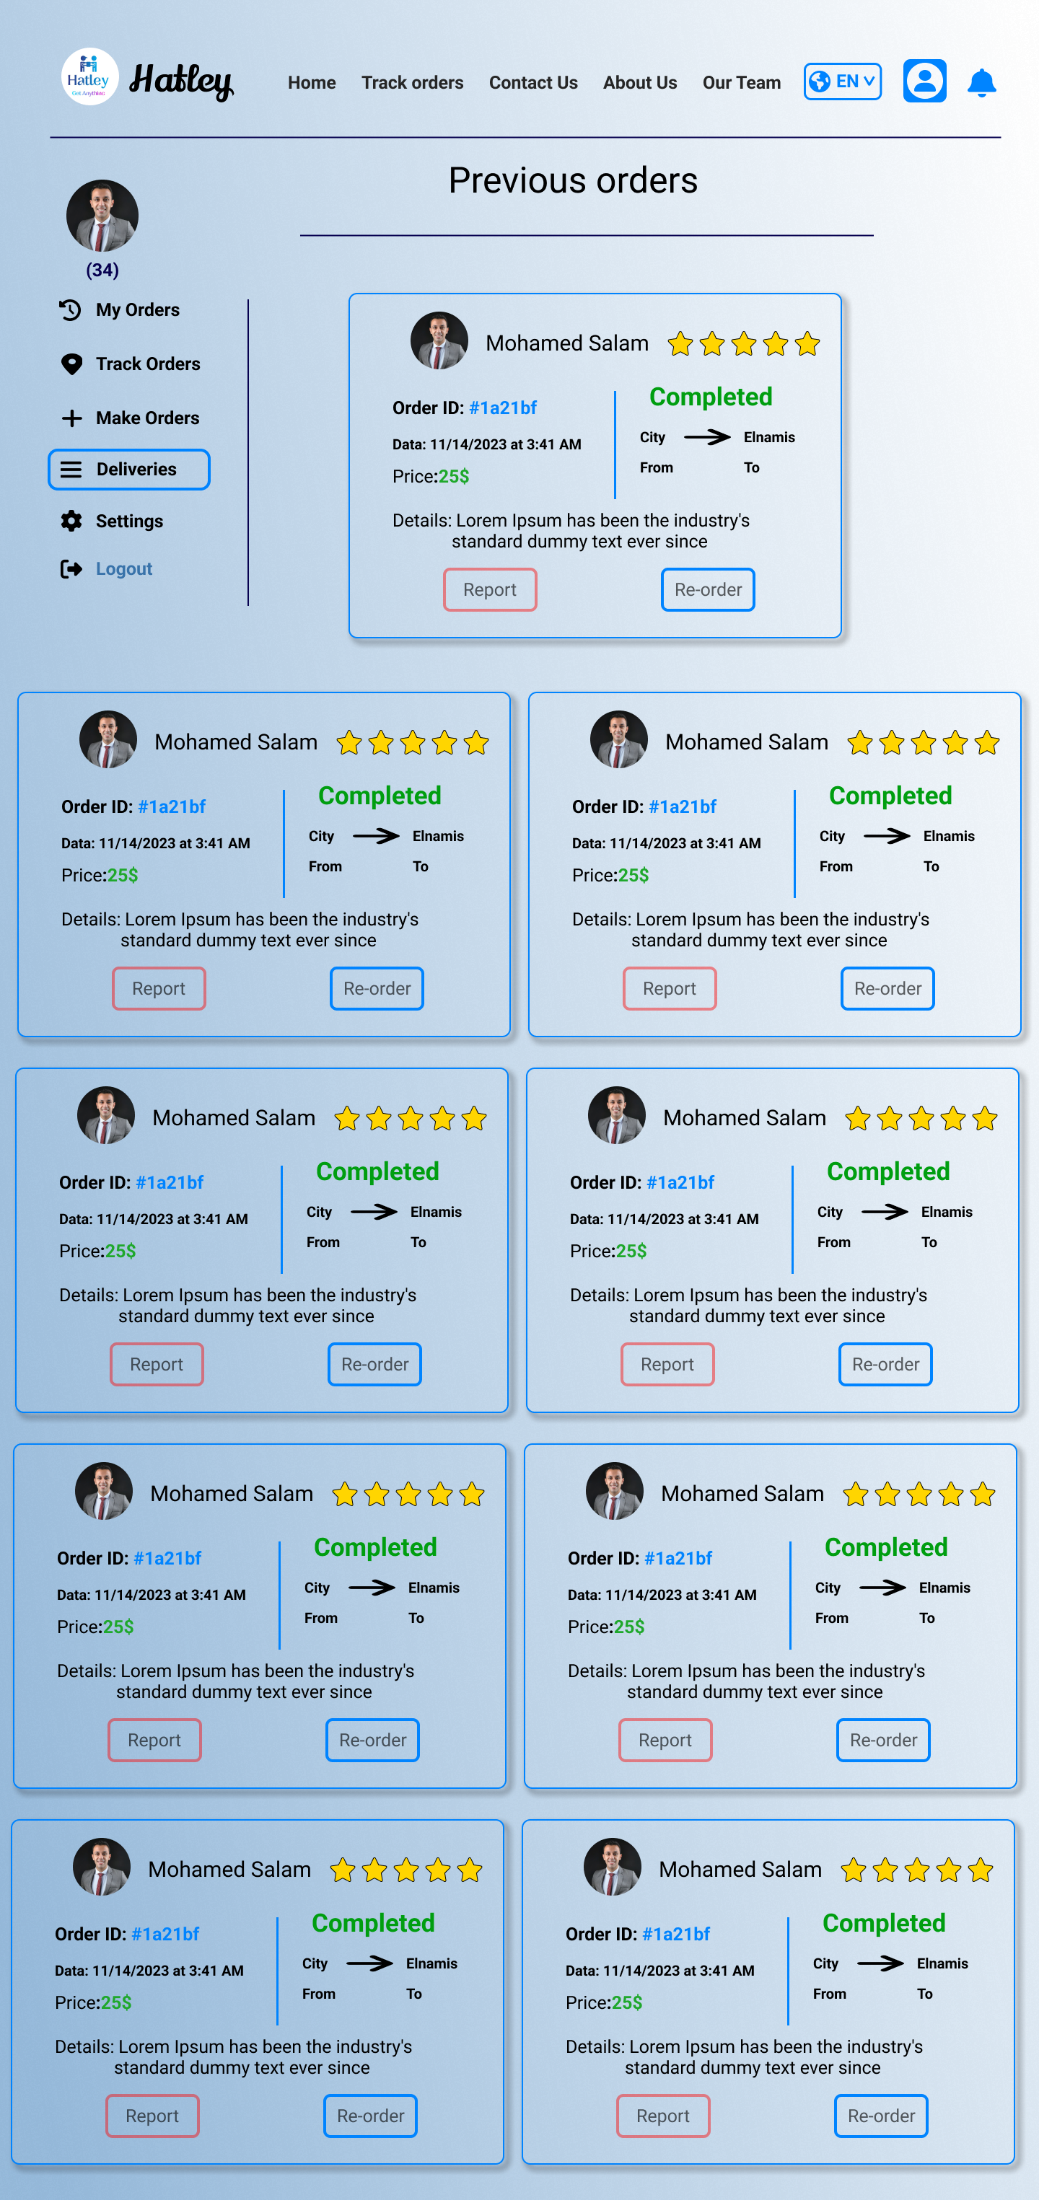 Hatley
Get Anything
Hatley
Home Track orders Contact Us About Us Our Team EN
Previous orders
(34)
My Orders
Track Orders
Make Orders
Deliveries
Settings
Logout
Mohamed Salam
Completed
Order ID: #1a21bf
City Elnamis
Data: 11/14/2023 at 3:41 AM
From To
Price:25$
Details: Lorem Ipsum has been the industry's
standard dummy text ever since
Report Re-order
Mohamed Salam
Completed
Order ID: #1a21bf
City Elnamis
Data: 11/14/2023 at 3:41 AM
From To
Price:25$
Details: Lorem Ipsum has been the industry's
standard dummy text ever since
Report Re-order
Mohamed Salam
Completed
Order ID: #1a21bf
City Elnamis
Data: 11/14/2023 at 3:41 AM
From To
Price:25$
Details: Lorem Ipsum has been the industry's
standard dummy text ever since
Report Re-order
Mohamed Salam
Completed
Order ID: #1a21bf
City Elnamis
Data: 11/14/2023 at 3:41 AM
From To
Price:25$
Details: Lorem Ipsum has been the industry's
standard dummy text ever since
Report Re-order
Mohamed Salam
Completed
Order ID: #1a21bf
City Elnamis
Data: 11/14/2023 at 3:41 AM
From To
Price:25$
Details: Lorem Ipsum has been the industry's
standard dummy text ever since
Report Re-order
Mohamed Salam
Completed
Order ID: #1a21bf
City Elnamis
Data: 11/14/2023 at 3:41 AM
From To
Price:25$
Details: Lorem Ipsum has been the industry's
standard dummy text ever since
Report Re-order
Mohamed Salam
Completed
Order ID: #1a21bf
City Elnamis
Data: 11/14/2023 at 3:41 AM
From To
Price:25$
Details: Lorem Ipsum has been the industry's
standard dummy text ever since
Report Re-order
Mohamed Salam
Completed
Order ID: #1a21bf
City Elnamis
Data: 11/14/2023 at 3:41 AM
From To
Price:25$
Details: Lorem Ipsum has been the industry's
standard dummy text ever since
Report Re-order
Mohamed Salam
Completed
Order ID: #1a21bf
City Elnamis
Data: 11/14/2023 at 3:41 AM
From To
Price:25$
Details: Lorem Ipsum has been the industry's
standard dummy text ever since
Report Re-order